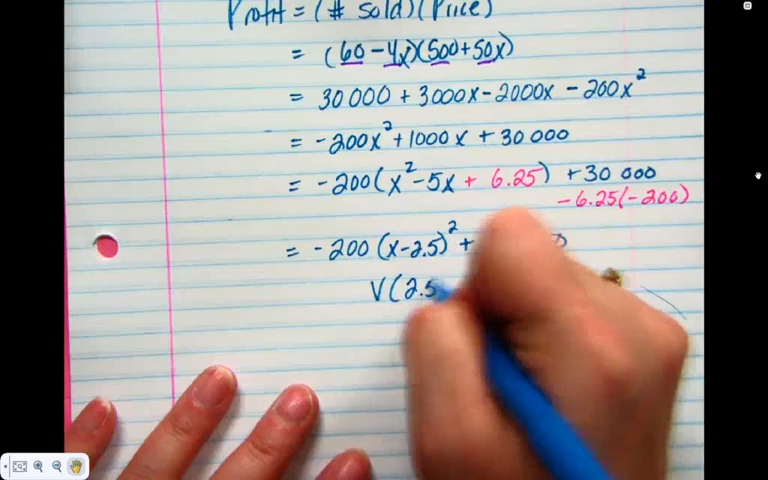 Profit = (# sold)(Price)
= (60-4x)(500+50x)
= 30 000 + 3000x - 2000x - 200x²
= -200x² + 1000x + 30 000
= -200(x² - 5x + 6.25) + 30 000
- 6.25(-200)
= -200 (x-2.5)² +
V(2.5